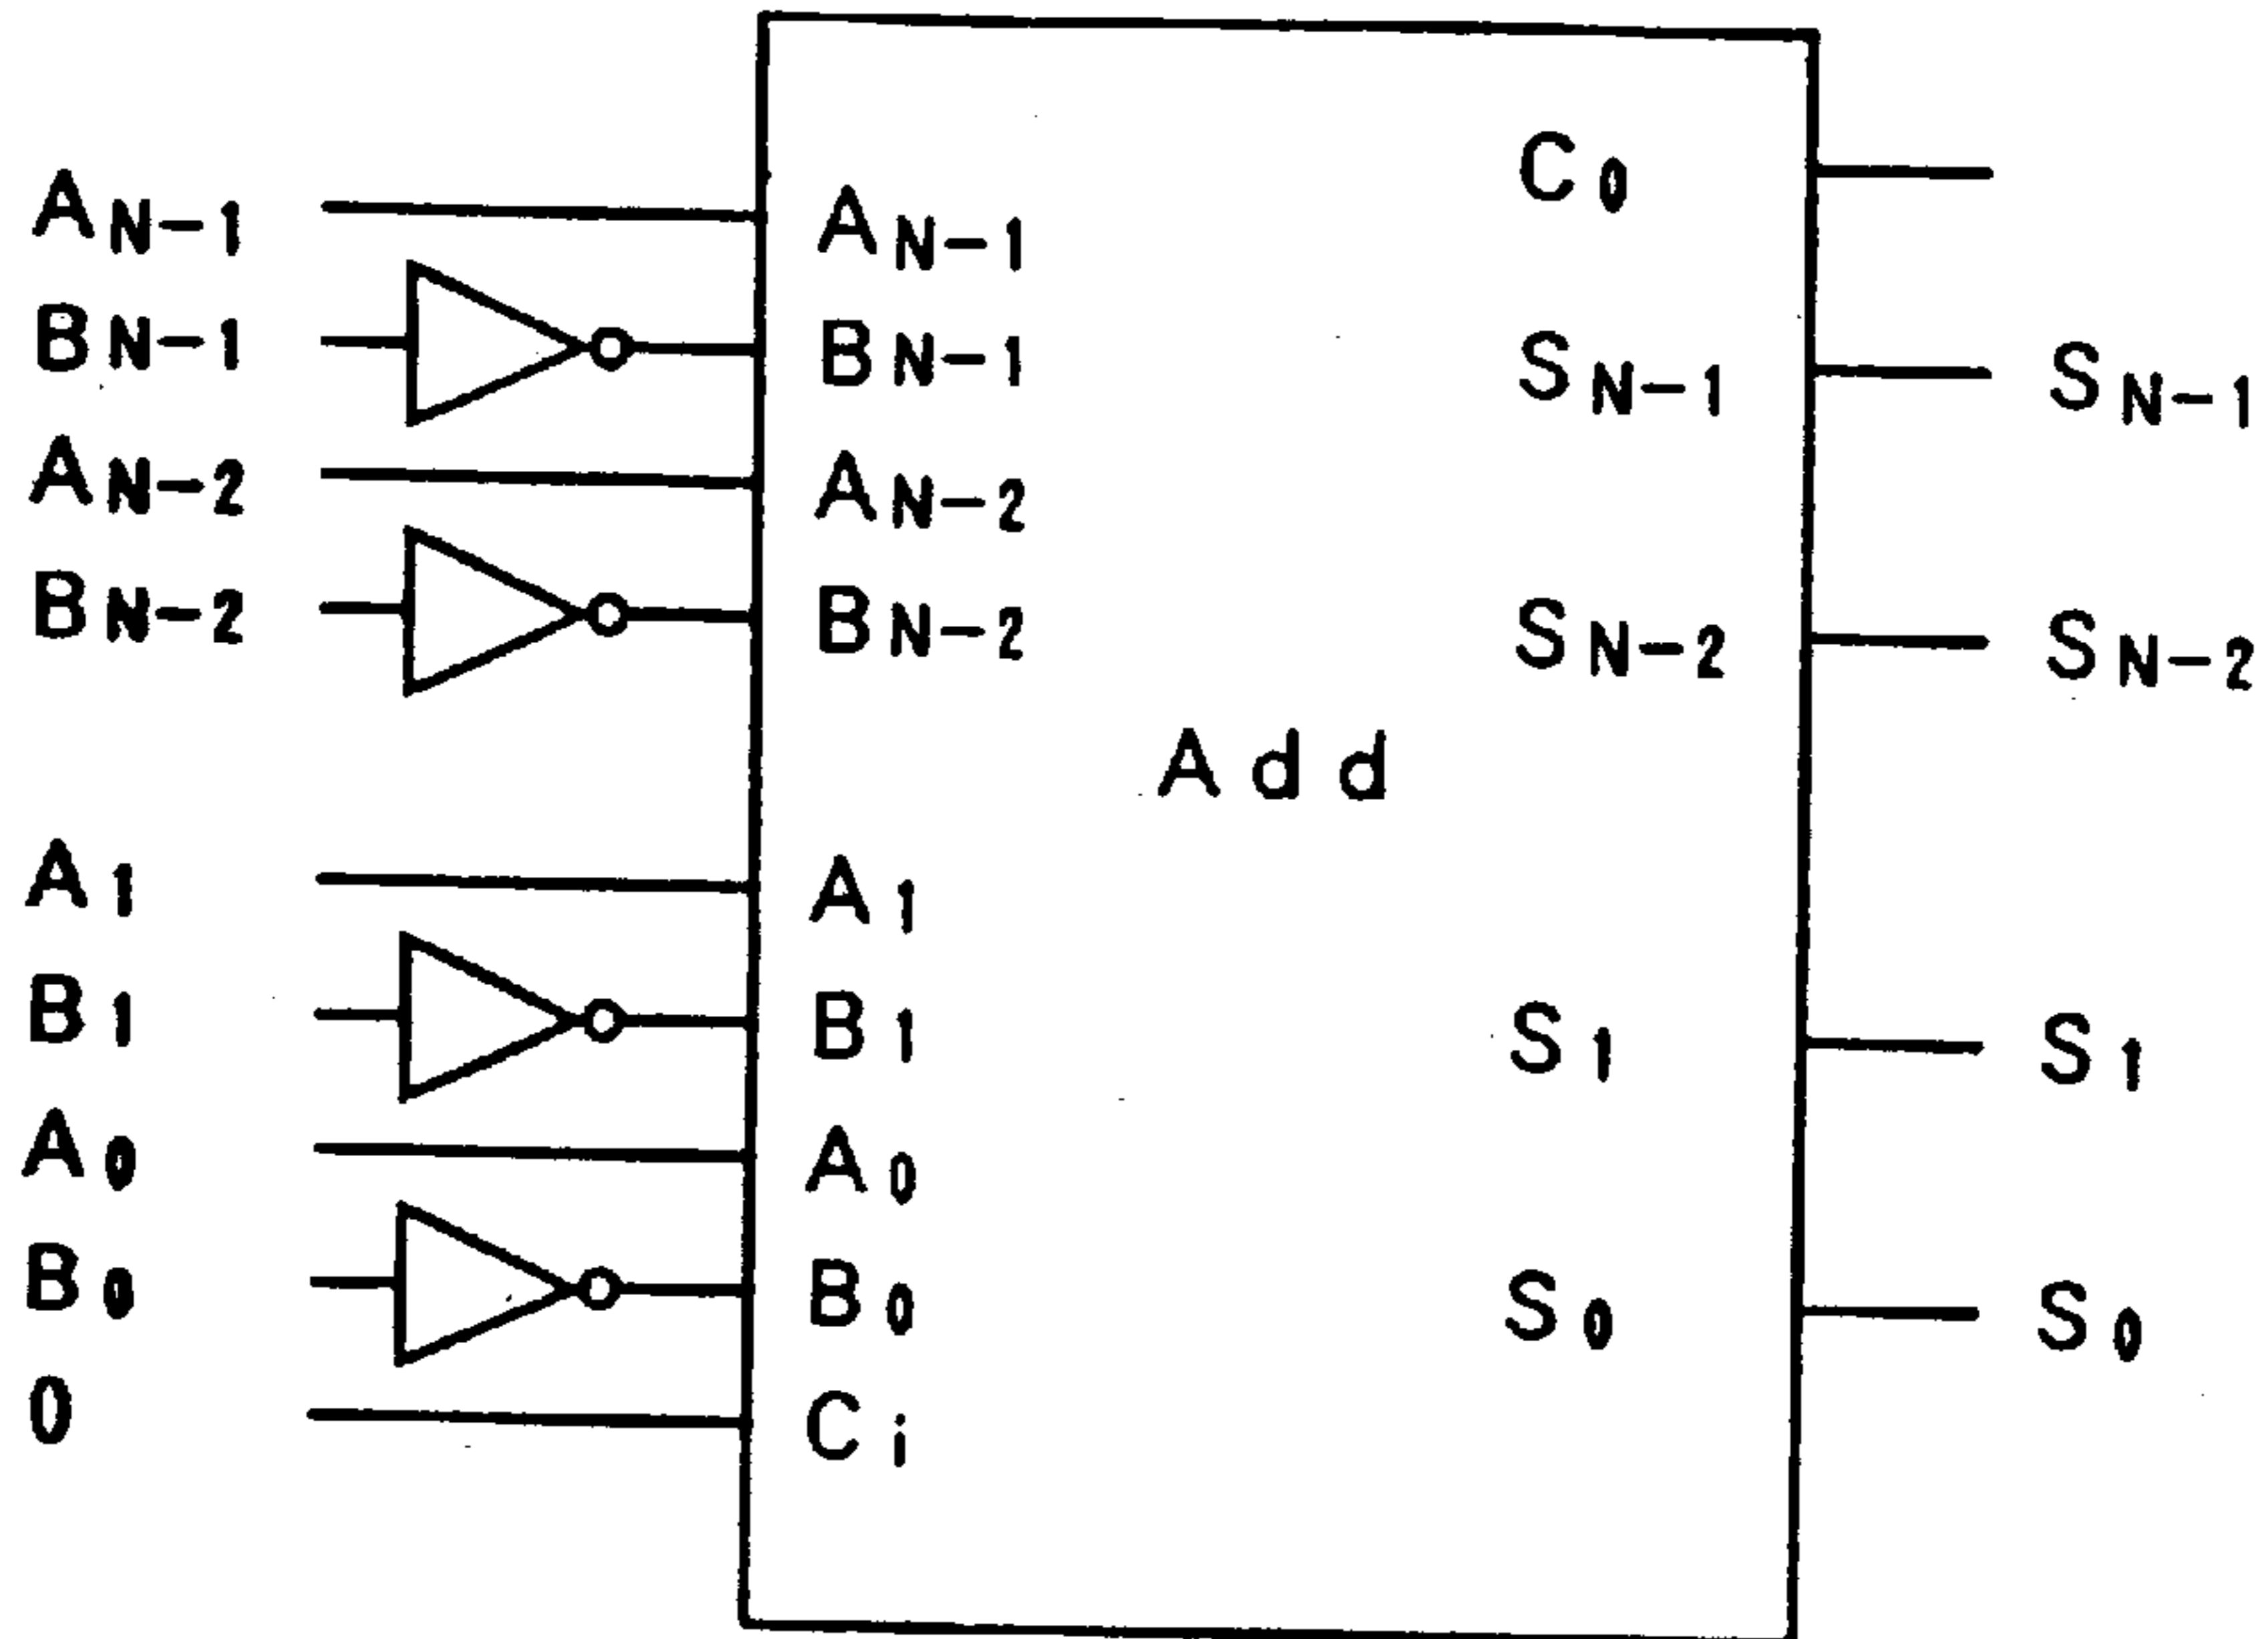 A_{N-1} A_{N-1} C_0
B_{N-1} B_{N-1} S_{N-1} S_{N-1}
A_{N-2} A_{N-2}
B_{N-2} B_{N-2} S_{N-2} S_{N-2}
Add
A_1 A_1
B_1 B_1 S_1 S_1
A_0 A_0
B_0 B_0 S_0 S_0
0 C_i